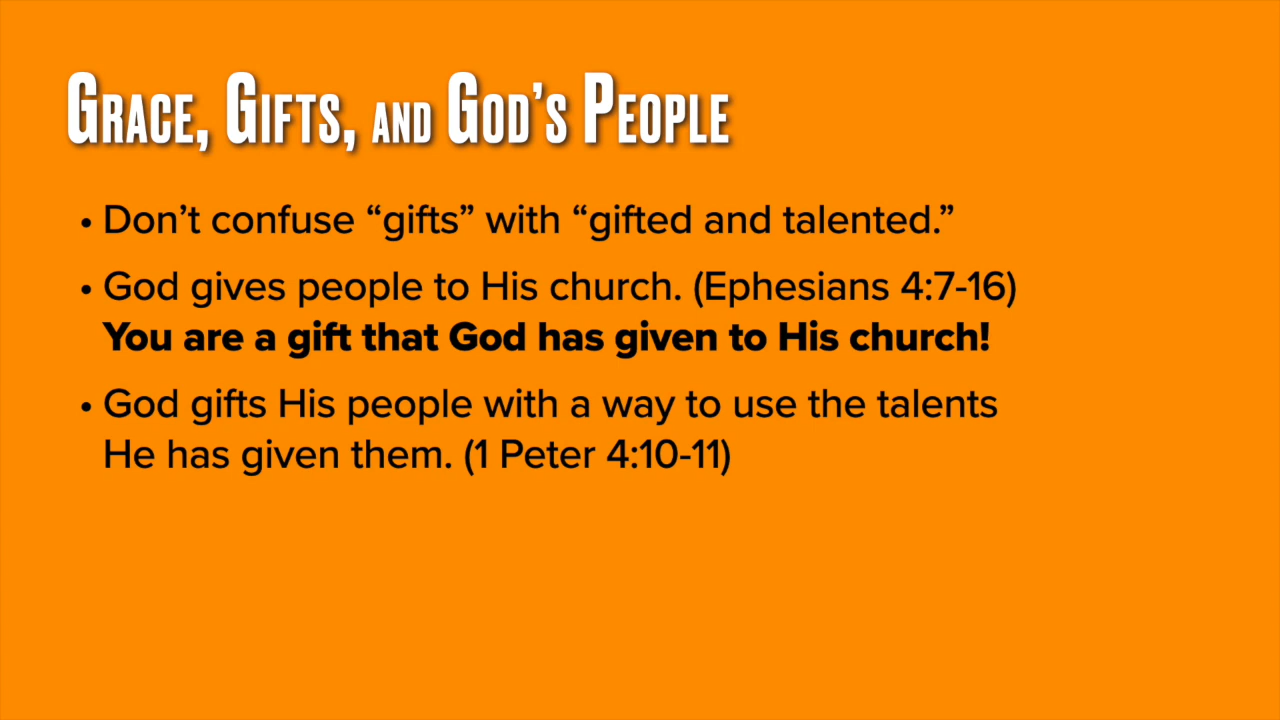 Grace, Gifts, and God’s People
• Don’t confuse “gifts” with “gifted and talented.”
• God gives people to His church. (Ephesians 4:7-16)
You are a gift that God has given to His church!
• God gifts His people with a way to use the talents
He has given them. (1 Peter 4:10-11)